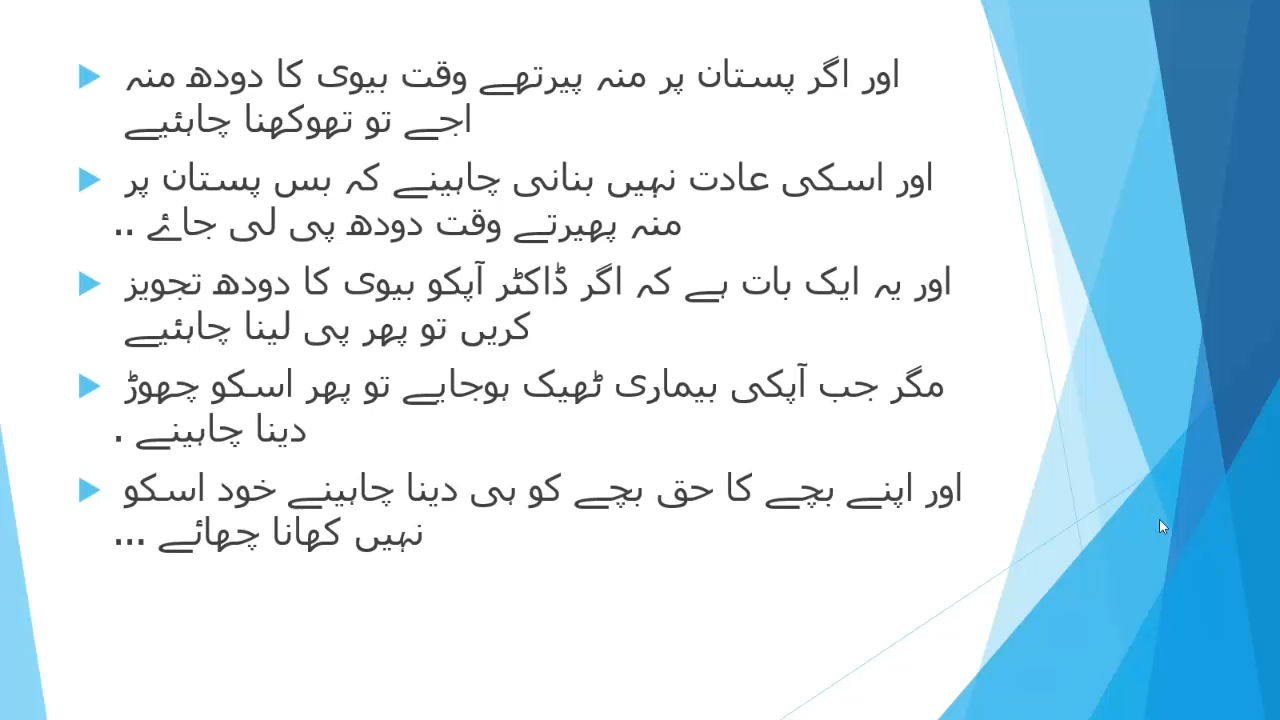 اور اگر پستان پر منہ پیرتھے وقت بیوی کا دودھ منہ
اجے تو تھوکھنا چاہئیے
اور اسکی عادت نہیں بنانی چاہینے کہ بس پستان پر
منہ پھیرتے وقت دودھ پی لی جاۓ ..
اور یہ ایک بات ہے کہ اگر ڈاکٹر آپکو بیوی کا دودھ تجویز
کریں تو پھر پی لینا چاہئیے
مگر جب آپکی بیماری ٹھیک ہوجایے تو پھر اسکو چھوڑ
دینا چاہینے .
اور اپنے بچے کا حق بچے کو ہی دینا چاہینے خود اسکو
نہیں کھانا چھائے ...